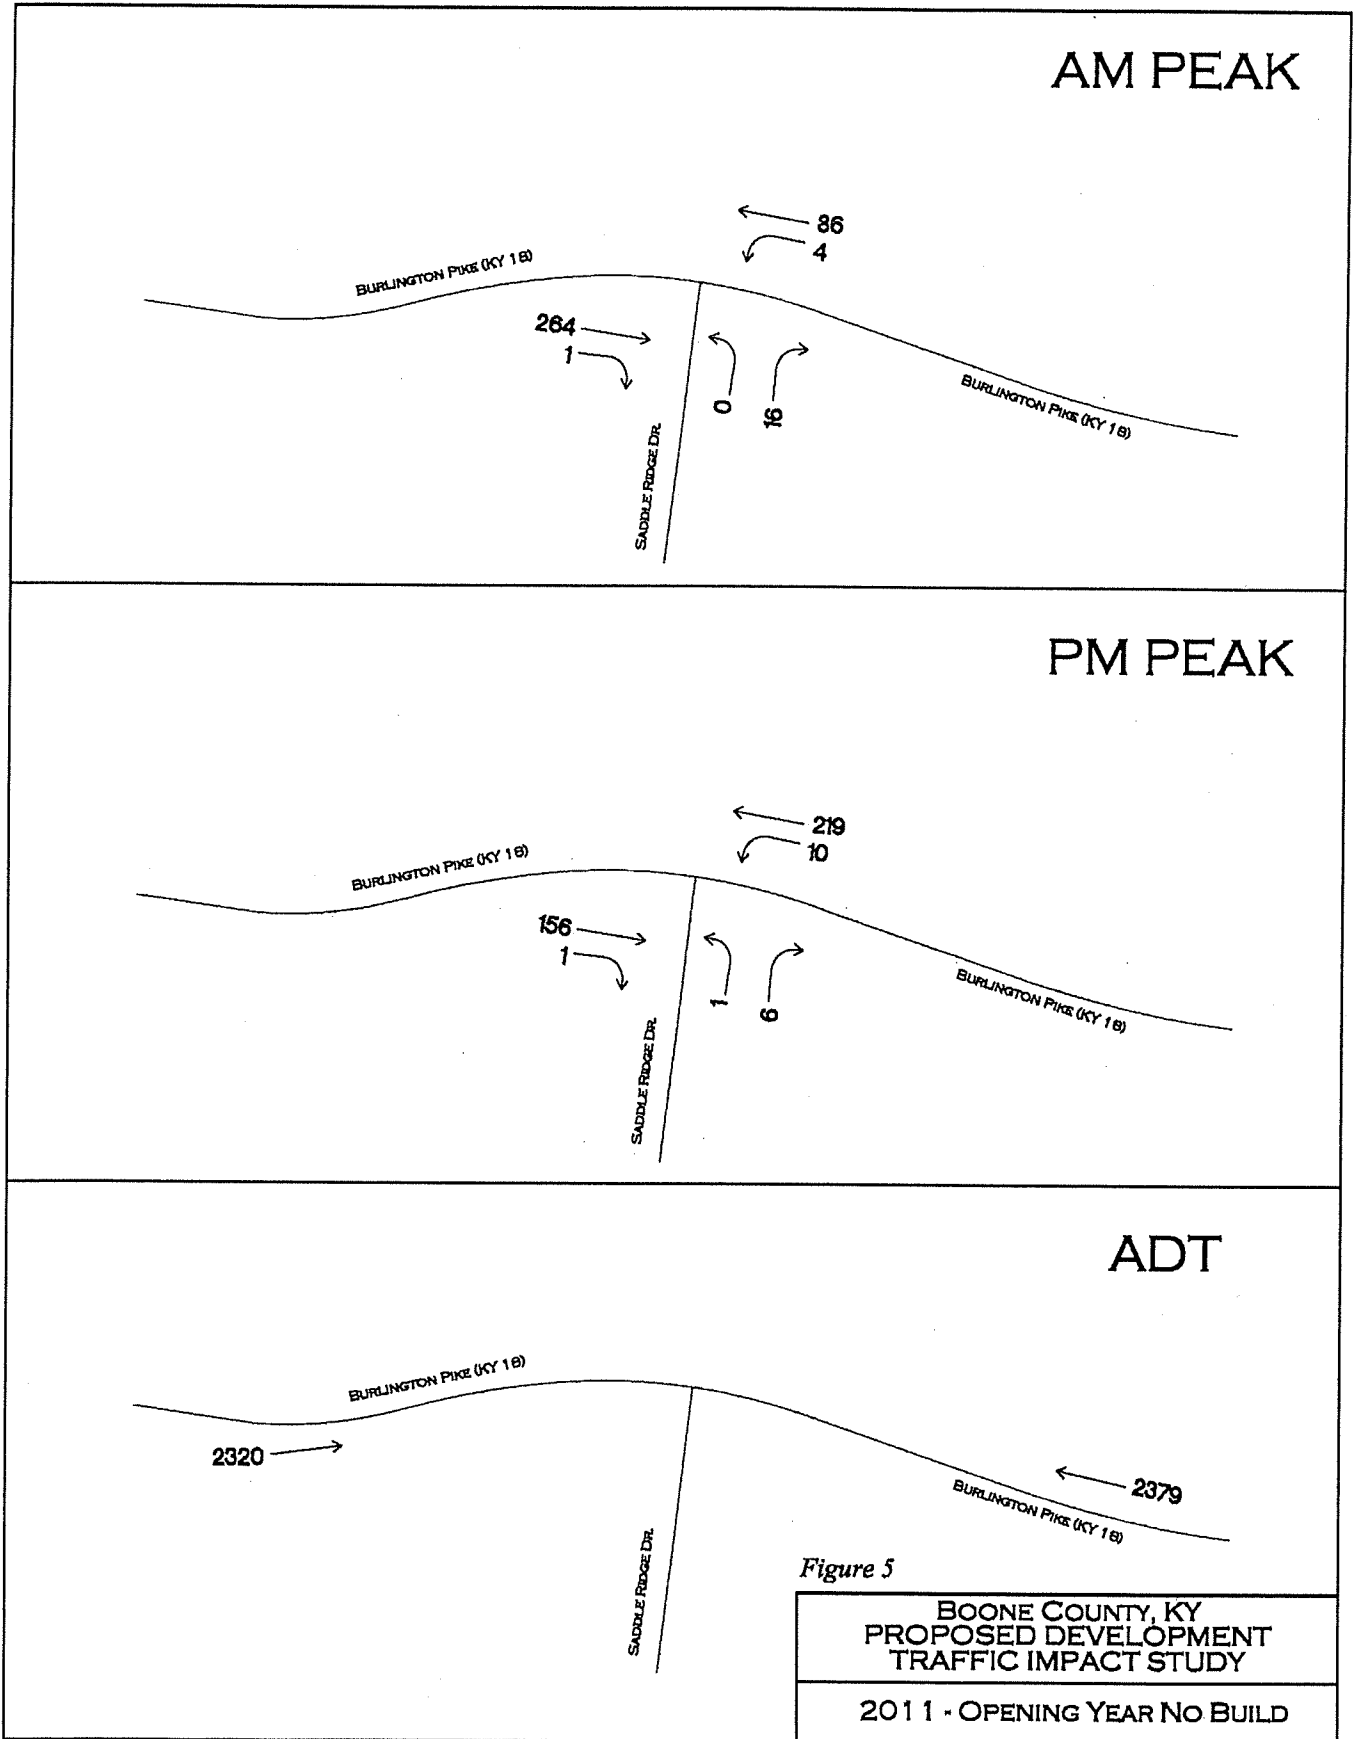 AM PEAK
86
4
BURLINGTON PIKE (KY 18)
264
1
0
16
BURLINGTON PIKE (KY 18)
SADDLE RIDGE DR.
PM PEAK
219
10
BURLINGTON PIKE (KY 18)
156
1
1
6
BURLINGTON PIKE (KY 18)
SADDLE RIDGE DR.
ADT
BURLINGTON PIKE (KY 18)
2320
2379
BURLINGTON PIKE (KY 18)
SADDLE RIDGE DR.
Figure 5
BOONE COUNTY, KY
PROPOSED DEVELOPMENT
TRAFFIC IMPACT STUDY
2011 - OPENING YEAR NO BUILD